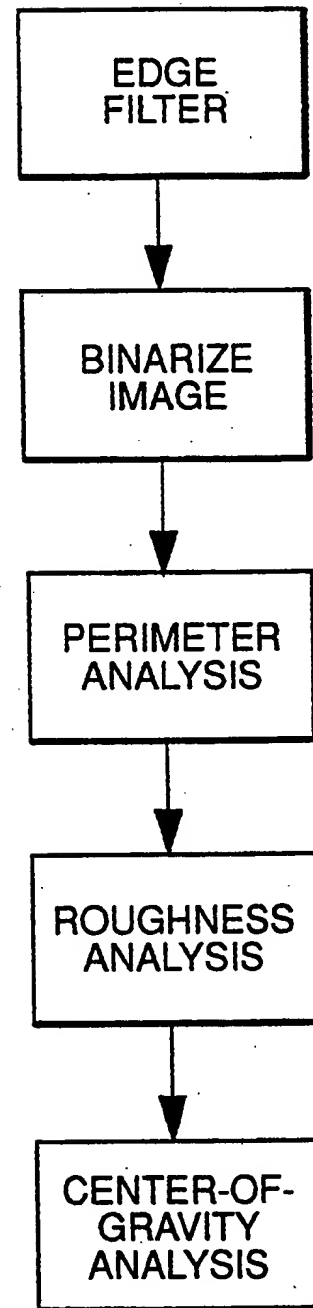 EDGE
FILTER
BINARIZE
IMAGE
PERIMETER
ANALYSIS
ROUGHNESS
ANALYSIS
CENTER-OF-
GRAVITY
ANALYSIS